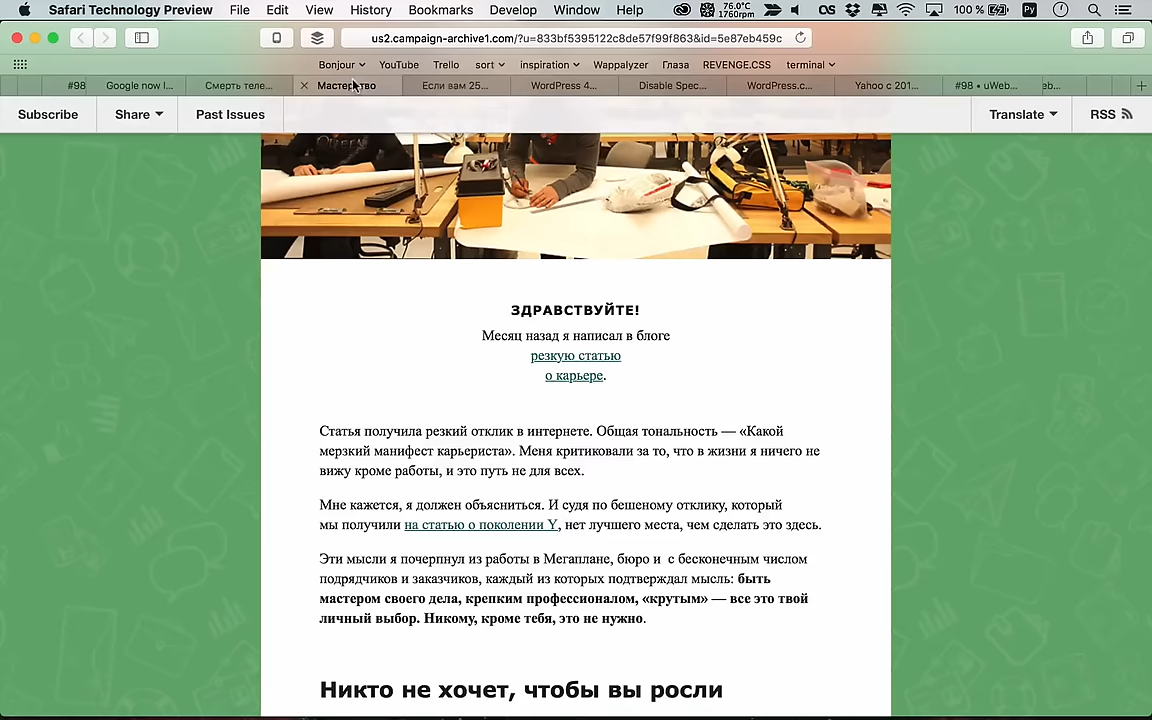 Safari Technology Preview File Edit View History Bookmarks Develop Window Help 76.0°C 1760rpm OS 100 % Py
us2.campaign-archive1.com/?u=833bf5395122c8de57f99f863&id=5e87eb459c
Bonjour YouTube Trello sort inspiration Wappalyzer Глаза REVENGE.CSS terminal
#98 Google now l... Смерть теле... Мастерство Если вам 25... WordPress 4... Disable Spec... WordPress.c... Yahoo с 201... #98 • uWeb... eb...
Subscribe Share Past Issues Translate RSS
ЗДРАВСТВУЙТЕ!
Месяц назад я написал в блоге
резкую статью
о карьере.
Статья получила резкий отклик в интернете. Общая тональность — «Какой
мерзкий манифест карьериста». Меня критиковали за то, что в жизни я ничего не
вижу кроме работы, и это путь не для всех.
Мне кажется, я должен объясниться. И судя по бешеному отклику, который
мы получили на статью о поколении Y, нет лучшего места, чем сделать это здесь.
Эти мысли я почерпнул из работы в Мегаплане, бюро и с бесконечным числом
подрядчиков и заказчиков, каждый из которых подтверждал мысль: быть
мастером своего дела, крепким профессионалом, «крутым» — все это твой
личный выбор. Никому, кроме тебя, это не нужно.
Никто не хочет, чтобы вы росли